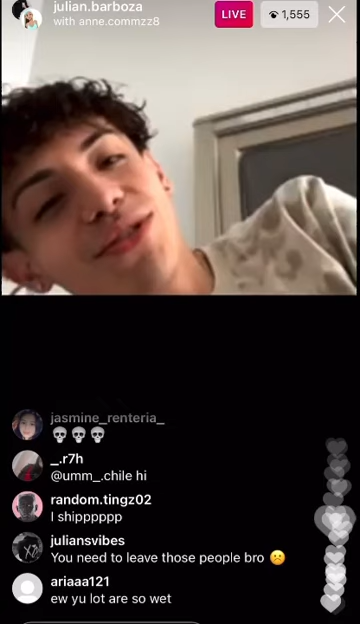 julian.barboza
with anne.commzz8
LIVE
1,555
jasmine_renteria_
💀💀💀
_.r7h
@umm_.chile hi
random.tingz02
I shipppppp
juliansvibes
You need to leave those people bro ☹️
ariaaa121
ew yu lot are so wet